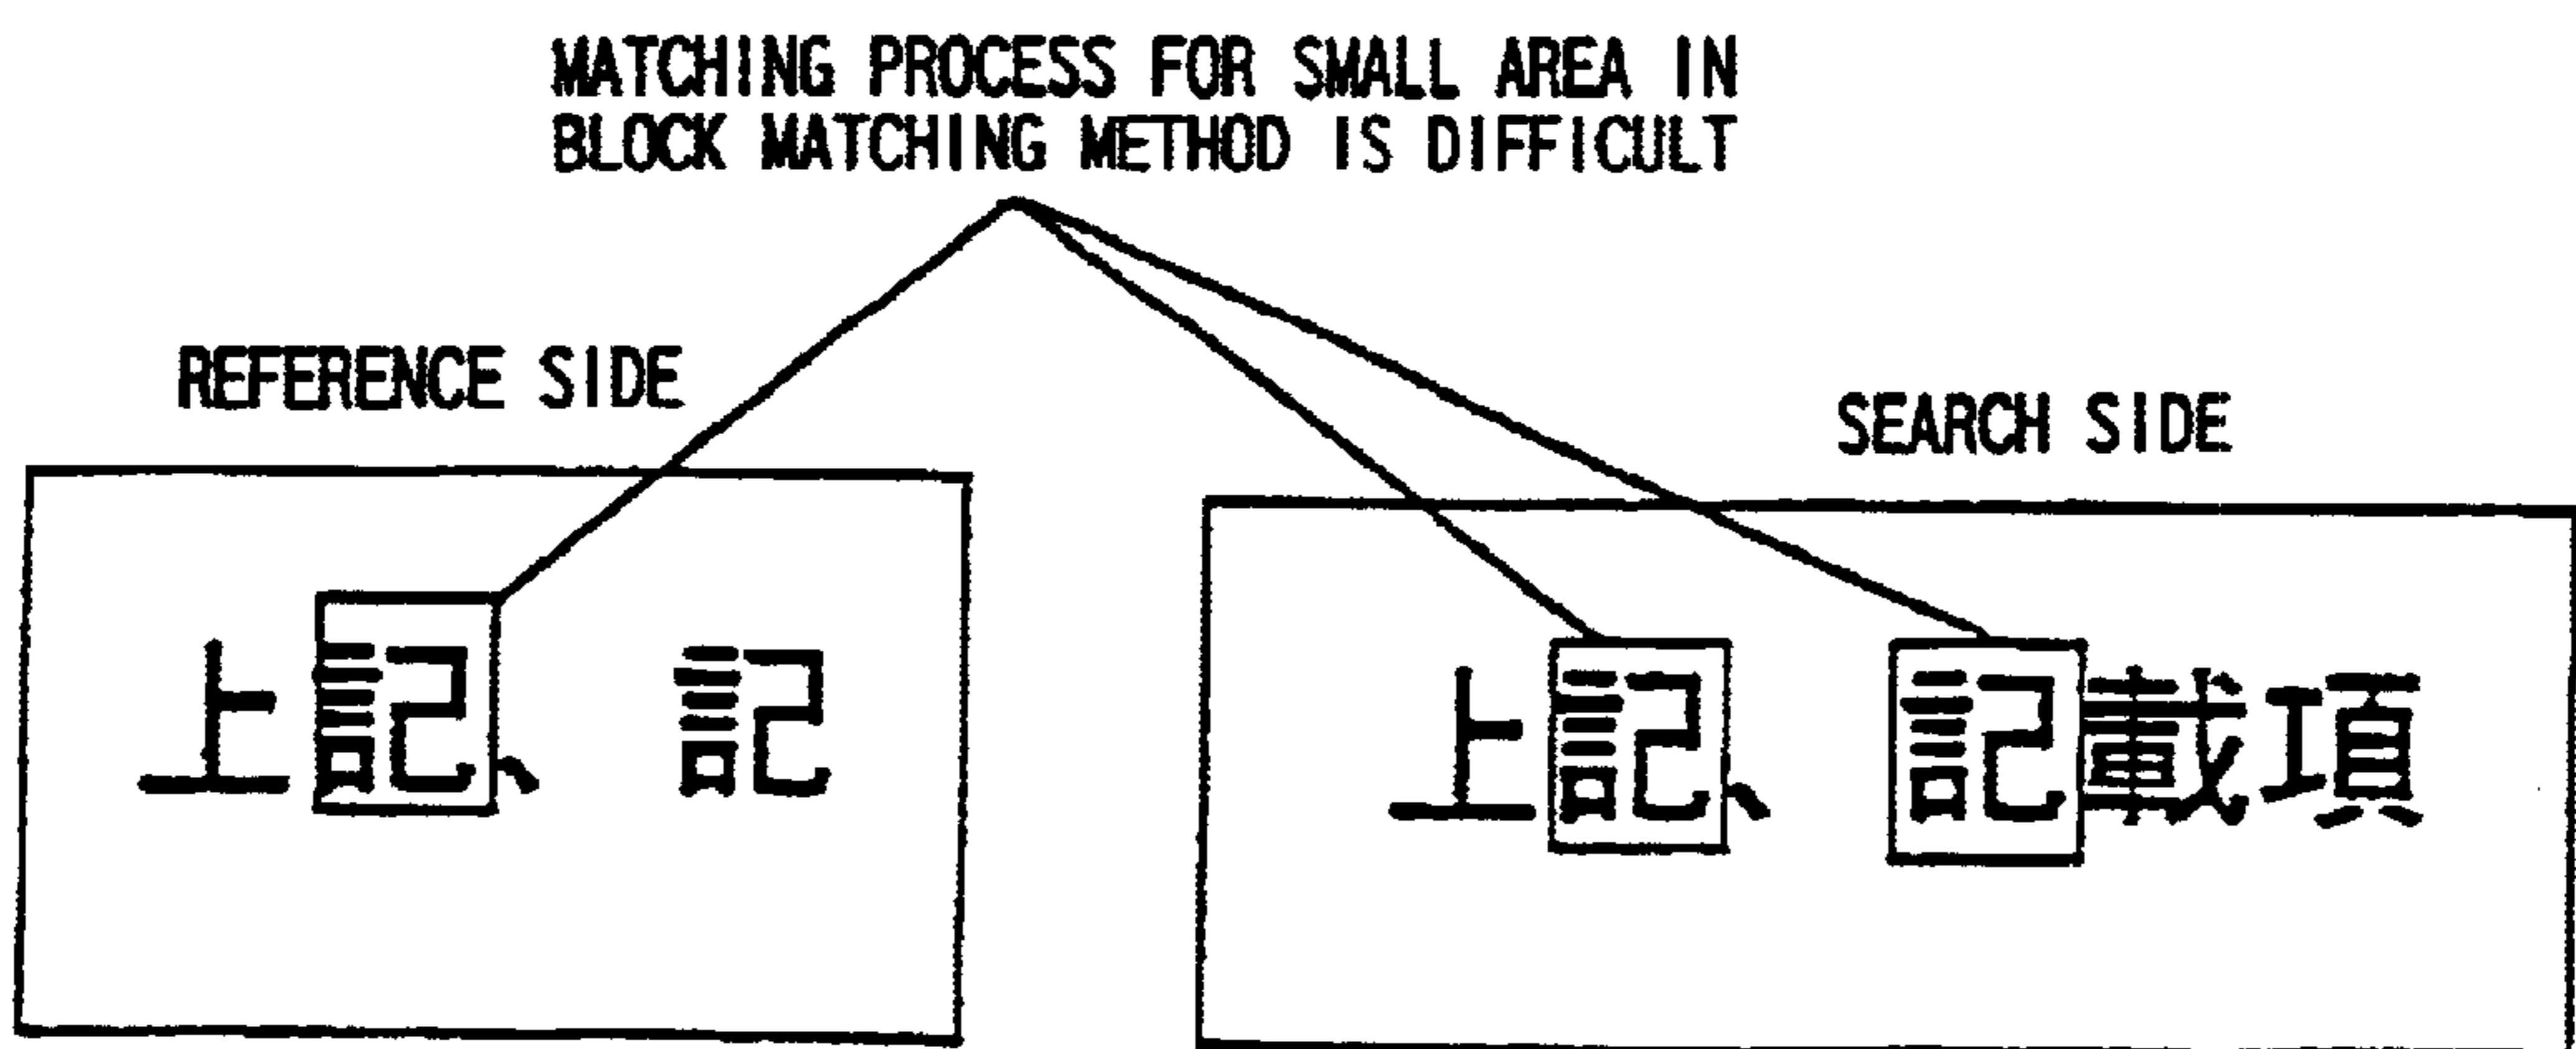 MATCHING PROCESS FOR SMALL AREA IN
BLOCK MATCHING METHOD IS DIFFICULT
REFERENCE SIDE
SEARCH SIDE
上記、 記
上記、 記載項